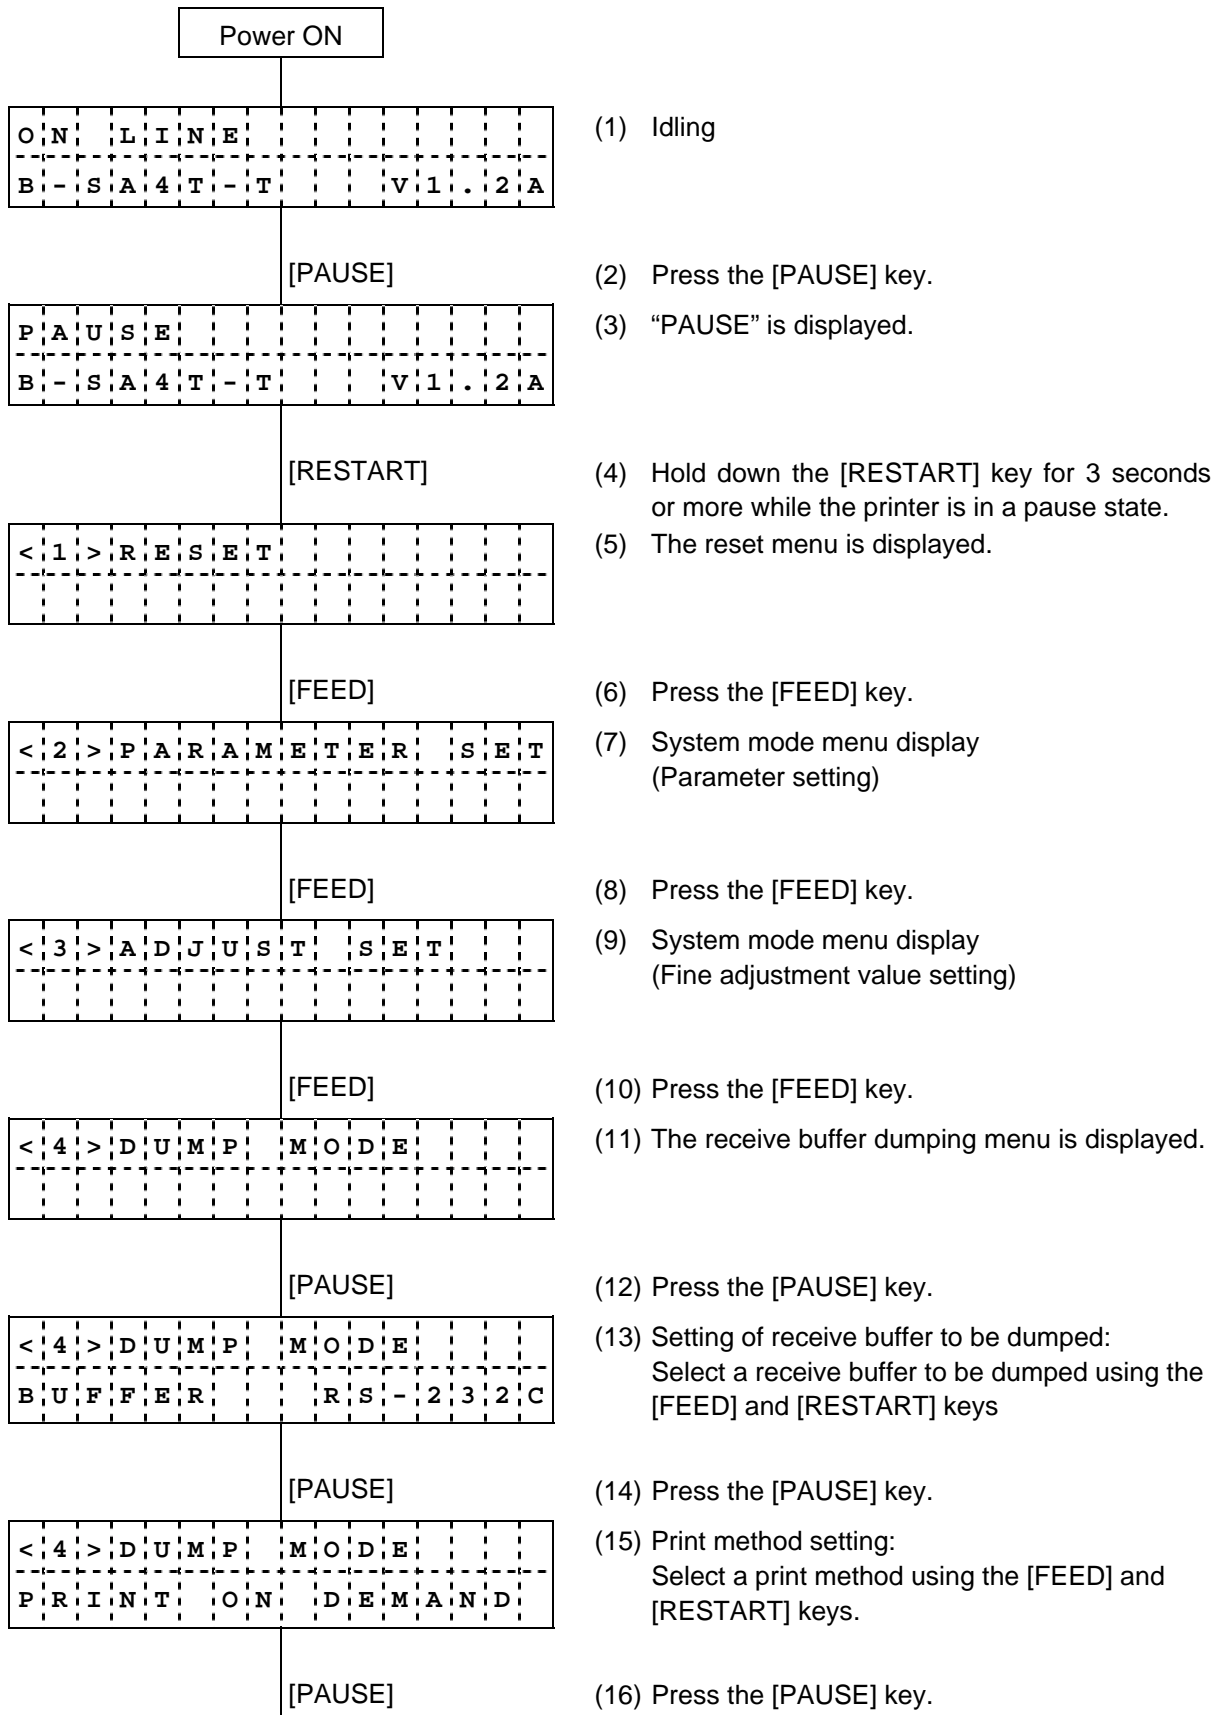 Power ON
ON LINE
B-SA4T-T   V1.2A
(1) Idling
[PAUSE]
(2) Press the [PAUSE] key.
PAUSE
B-SA4T-T   V1.2A
(3) “PAUSE” is displayed.
[RESTART]
(4) Hold down the [RESTART] key for 3 seconds
or more while the printer is in a pause state.
<1>RESET
(5) The reset menu is displayed.
[FEED]
(6) Press the [FEED] key.
<2>PARAMETER SET
(7) System mode menu display
(Parameter setting)
[FEED]
(8) Press the [FEED] key.
<3>ADJUST SET
(9) System mode menu display
(Fine adjustment value setting)
[FEED]
(10) Press the [FEED] key.
<4>DUMP MODE
(11) The receive buffer dumping menu is displayed.
[PAUSE]
(12) Press the [PAUSE] key.
<4>DUMP MODE
BUFFER   RS-232C
(13) Setting of receive buffer to be dumped:
Select a receive buffer to be dumped using the
[FEED] and [RESTART] keys
[PAUSE]
(14) Press the [PAUSE] key.
<4>DUMP MODE
PRINT ON DEMAND
(15) Print method setting:
Select a print method using the [FEED] and
[RESTART] keys.
[PAUSE]
(16) Press the [PAUSE] key.